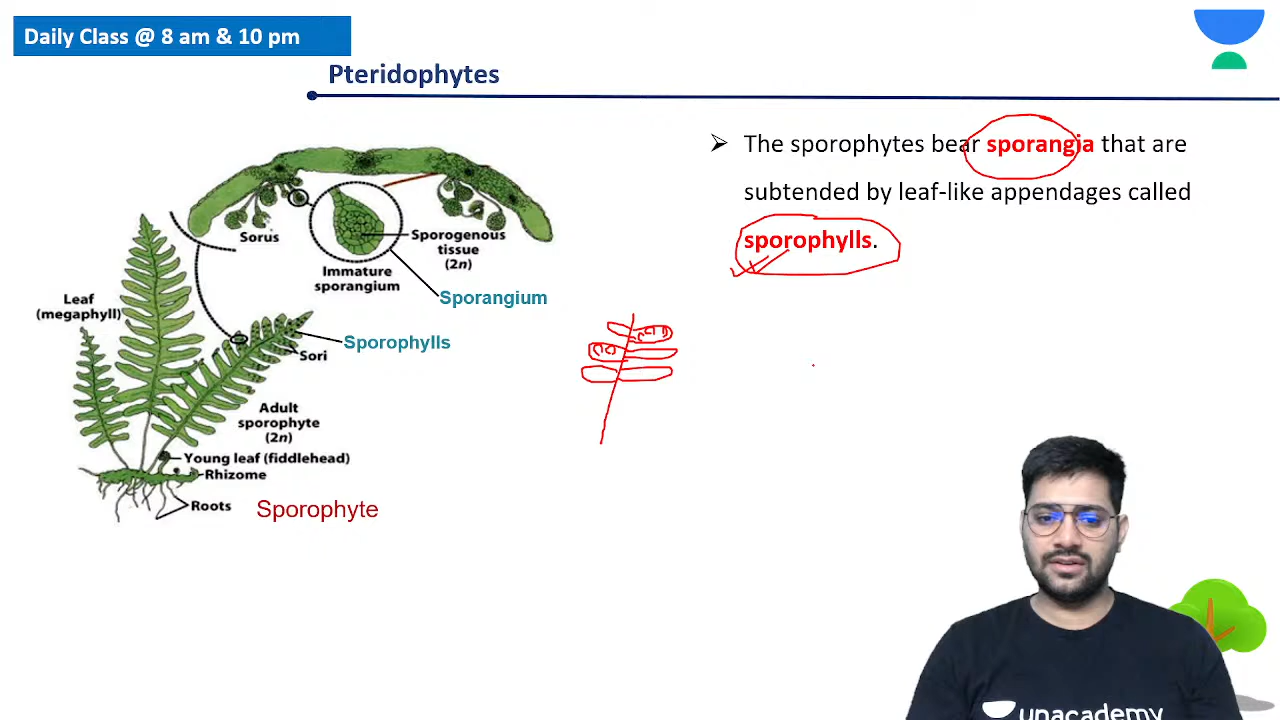 Daily Class @ 8 am & 10 pm
Pteridophytes
➢ The sporophytes bear sporangia that are
subtended by leaf-like appendages called
sporophylls.
Sorus
Sporogenous
tissue
(2n)
Immature
sporangium
Sporangium
Leaf
(megaphyll)
Sporophylls
Sori
Adult
sporophyte
(2n)
Young leaf (fiddlehead)
Rhizome
Roots
Sporophyte
unacademy